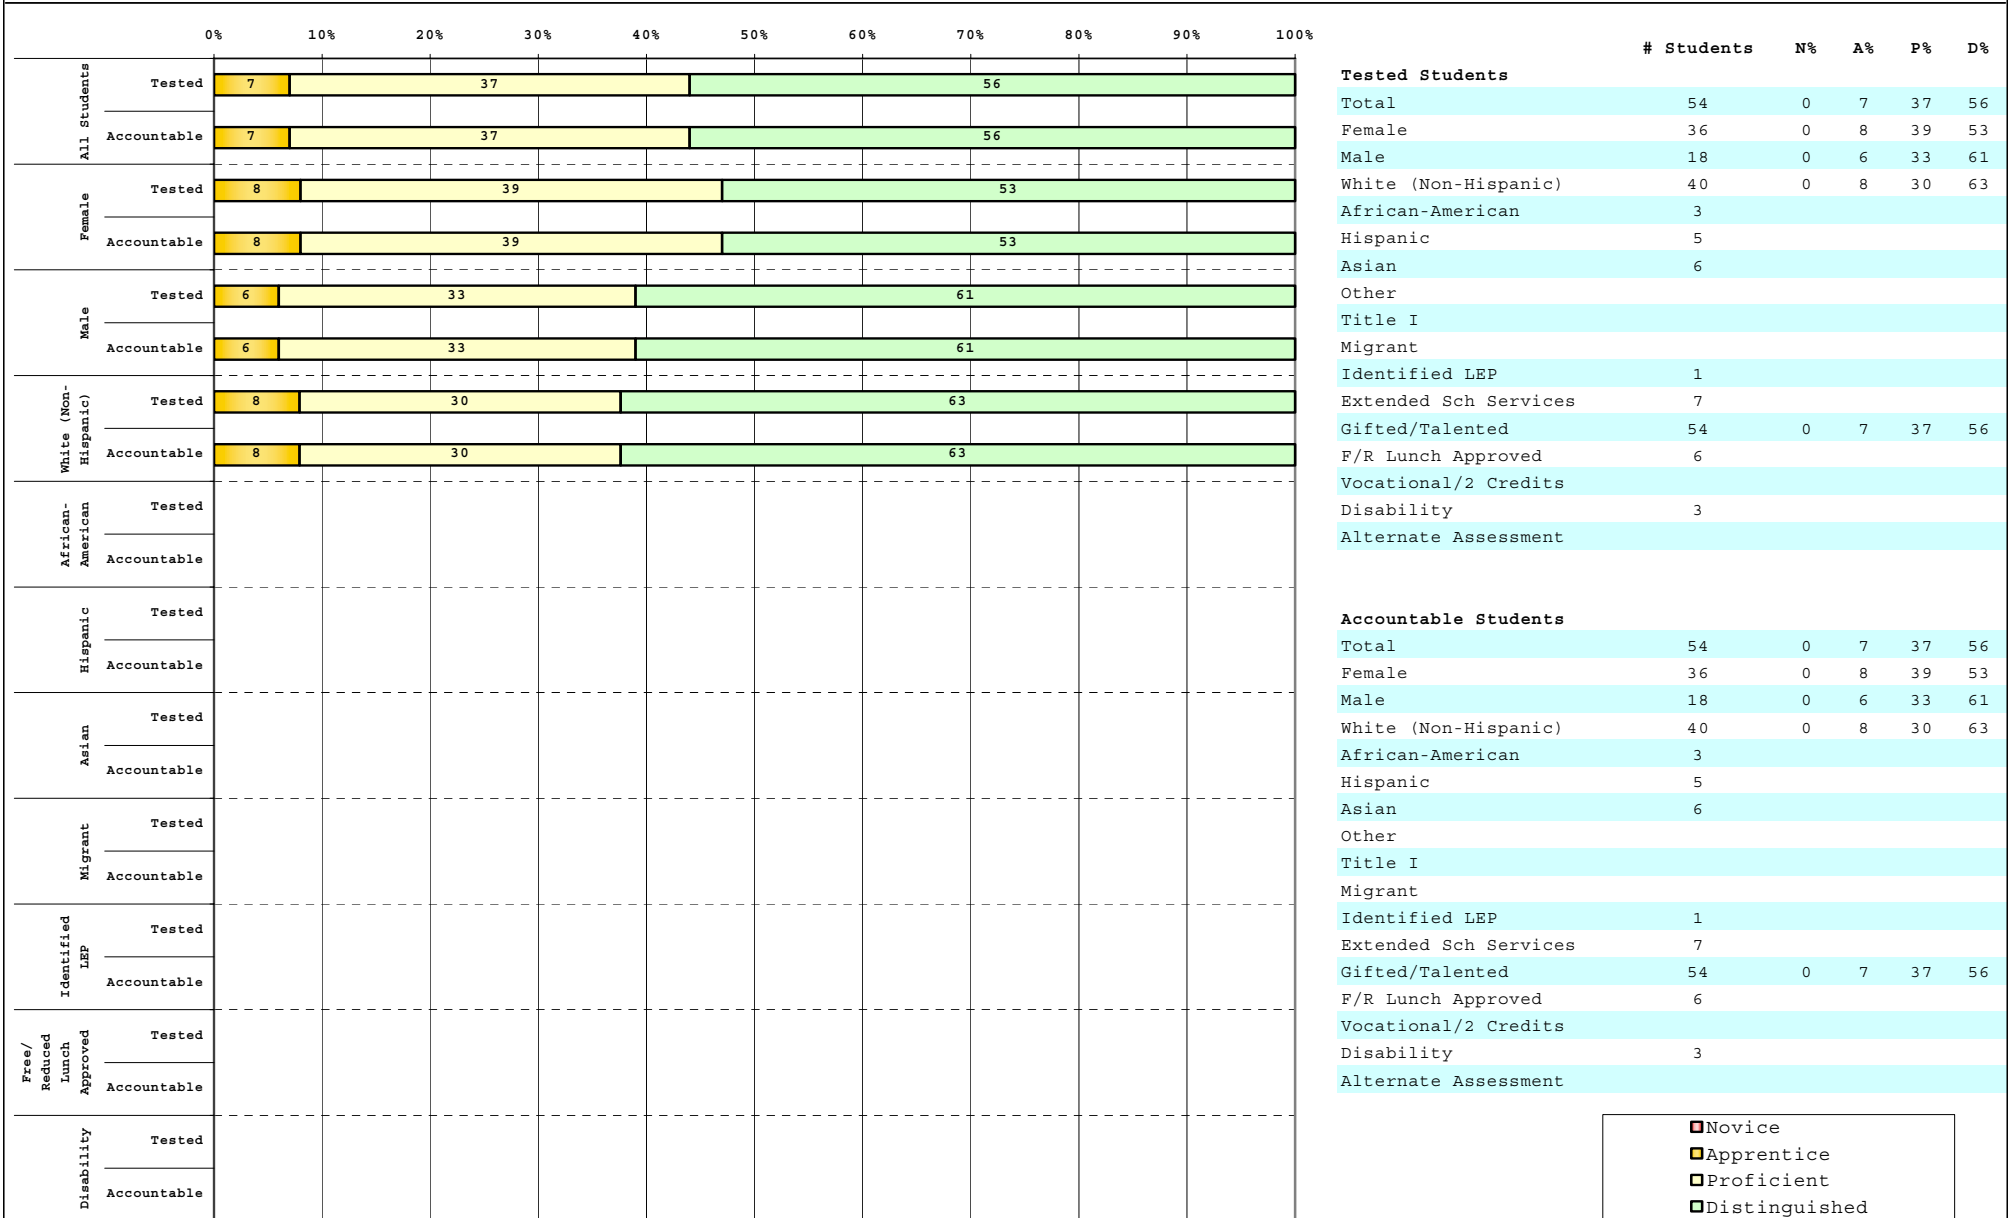 0% 10% 20% 30% 40% 50% 60% 70% 80% 90% 100%
All Students
Tested 7 37 56
Accountable 7 37 56
Female
Tested 8 39 53
Accountable 8 39 53
Male
Tested 6 33 61
Accountable 6 33 61
White (Non-
Hispanic)
Tested 8 30 63
Accountable 8 30 63
African-
American
Tested
Accountable
Hispanic
Tested
Accountable
Asian
Tested
Accountable
Migrant
Tested
Accountable
Identified
LEP
Tested
Accountable
Free/
Reduced
Lunch
Approved
Tested
Accountable
Disability
Tested
Accountable
# Students N% A% P% D%
Tested Students
Total 54 0 7 37 56
Female 36 0 8 39 53
Male 18 0 6 33 61
White (Non-Hispanic) 40 0 8 30 63
African-American 3
Hispanic 5
Asian 6
Other
Title I
Migrant
Identified LEP 1
Extended Sch Services 7
Gifted/Talented 54 0 7 37 56
F/R Lunch Approved 6
Vocational/2 Credits
Disability 3
Alternate Assessment
Accountable Students
Total 54 0 7 37 56
Female 36 0 8 39 53
Male 18 0 6 33 61
White (Non-Hispanic) 40 0 8 30 63
African-American 3
Hispanic 5
Asian 6
Other
Title I
Migrant
Identified LEP 1
Extended Sch Services 7
Gifted/Talented 54 0 7 37 56
F/R Lunch Approved 6
Vocational/2 Credits
Disability 3
Alternate Assessment
Novice
Apprentice
Proficient
Distinguished